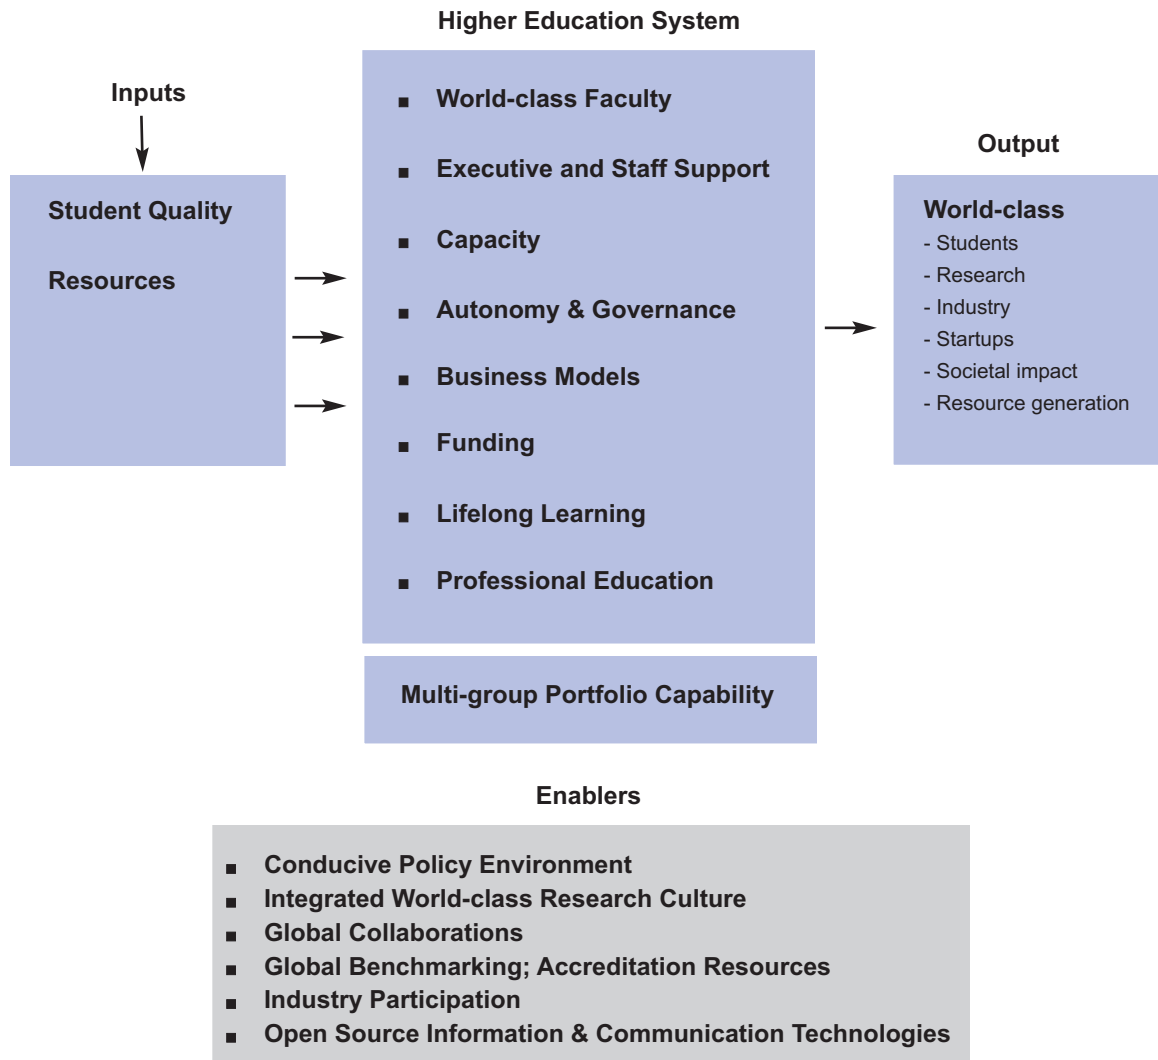 Higher Education System
Inputs
Student Quality
Resources
▪ World-class Faculty
▪ Executive and Staff Support
▪ Capacity
▪ Autonomy & Governance
▪ Business Models
▪ Funding
▪ Lifelong Learning
▪ Professional Education
Multi-group Portfolio Capability
Output
World-class
- Students
- Research
- Industry
- Startups
- Societal impact
- Resource generation
Enablers
▪ Conducive Policy Environment
▪ Integrated World-class Research Culture
▪ Global Collaborations
▪ Global Benchmarking; Accreditation Resources
▪ Industry Participation
▪ Open Source Information & Communication Technologies